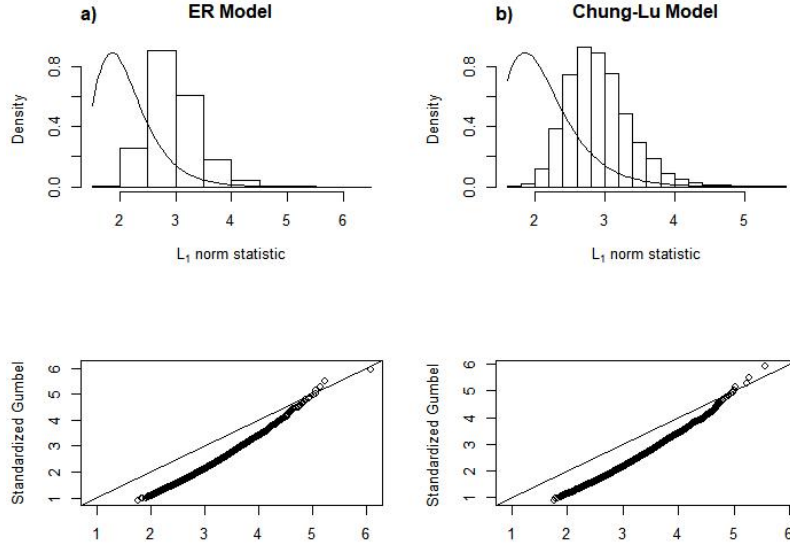 a) ER Model
b) Chung-Lu Model
Density
0.0 0.4 0.8
2 3 4 5 6
L₁ norm statistic
Density
0.0 0.4 0.8
2 3 4 5
L₁ norm statistic
Standardized Gumbel
1 2 3 4 5 6
1 2 3 4 5 6
Standardized Gumbel
1 2 3 4 5 6
1 2 3 4 5 6